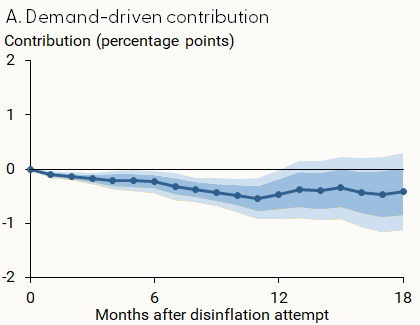 A. Demand-driven contribution
Contribution (percentage points)
2
1
0
-1
-2
0 6 12 18
Months after disinflation attempt